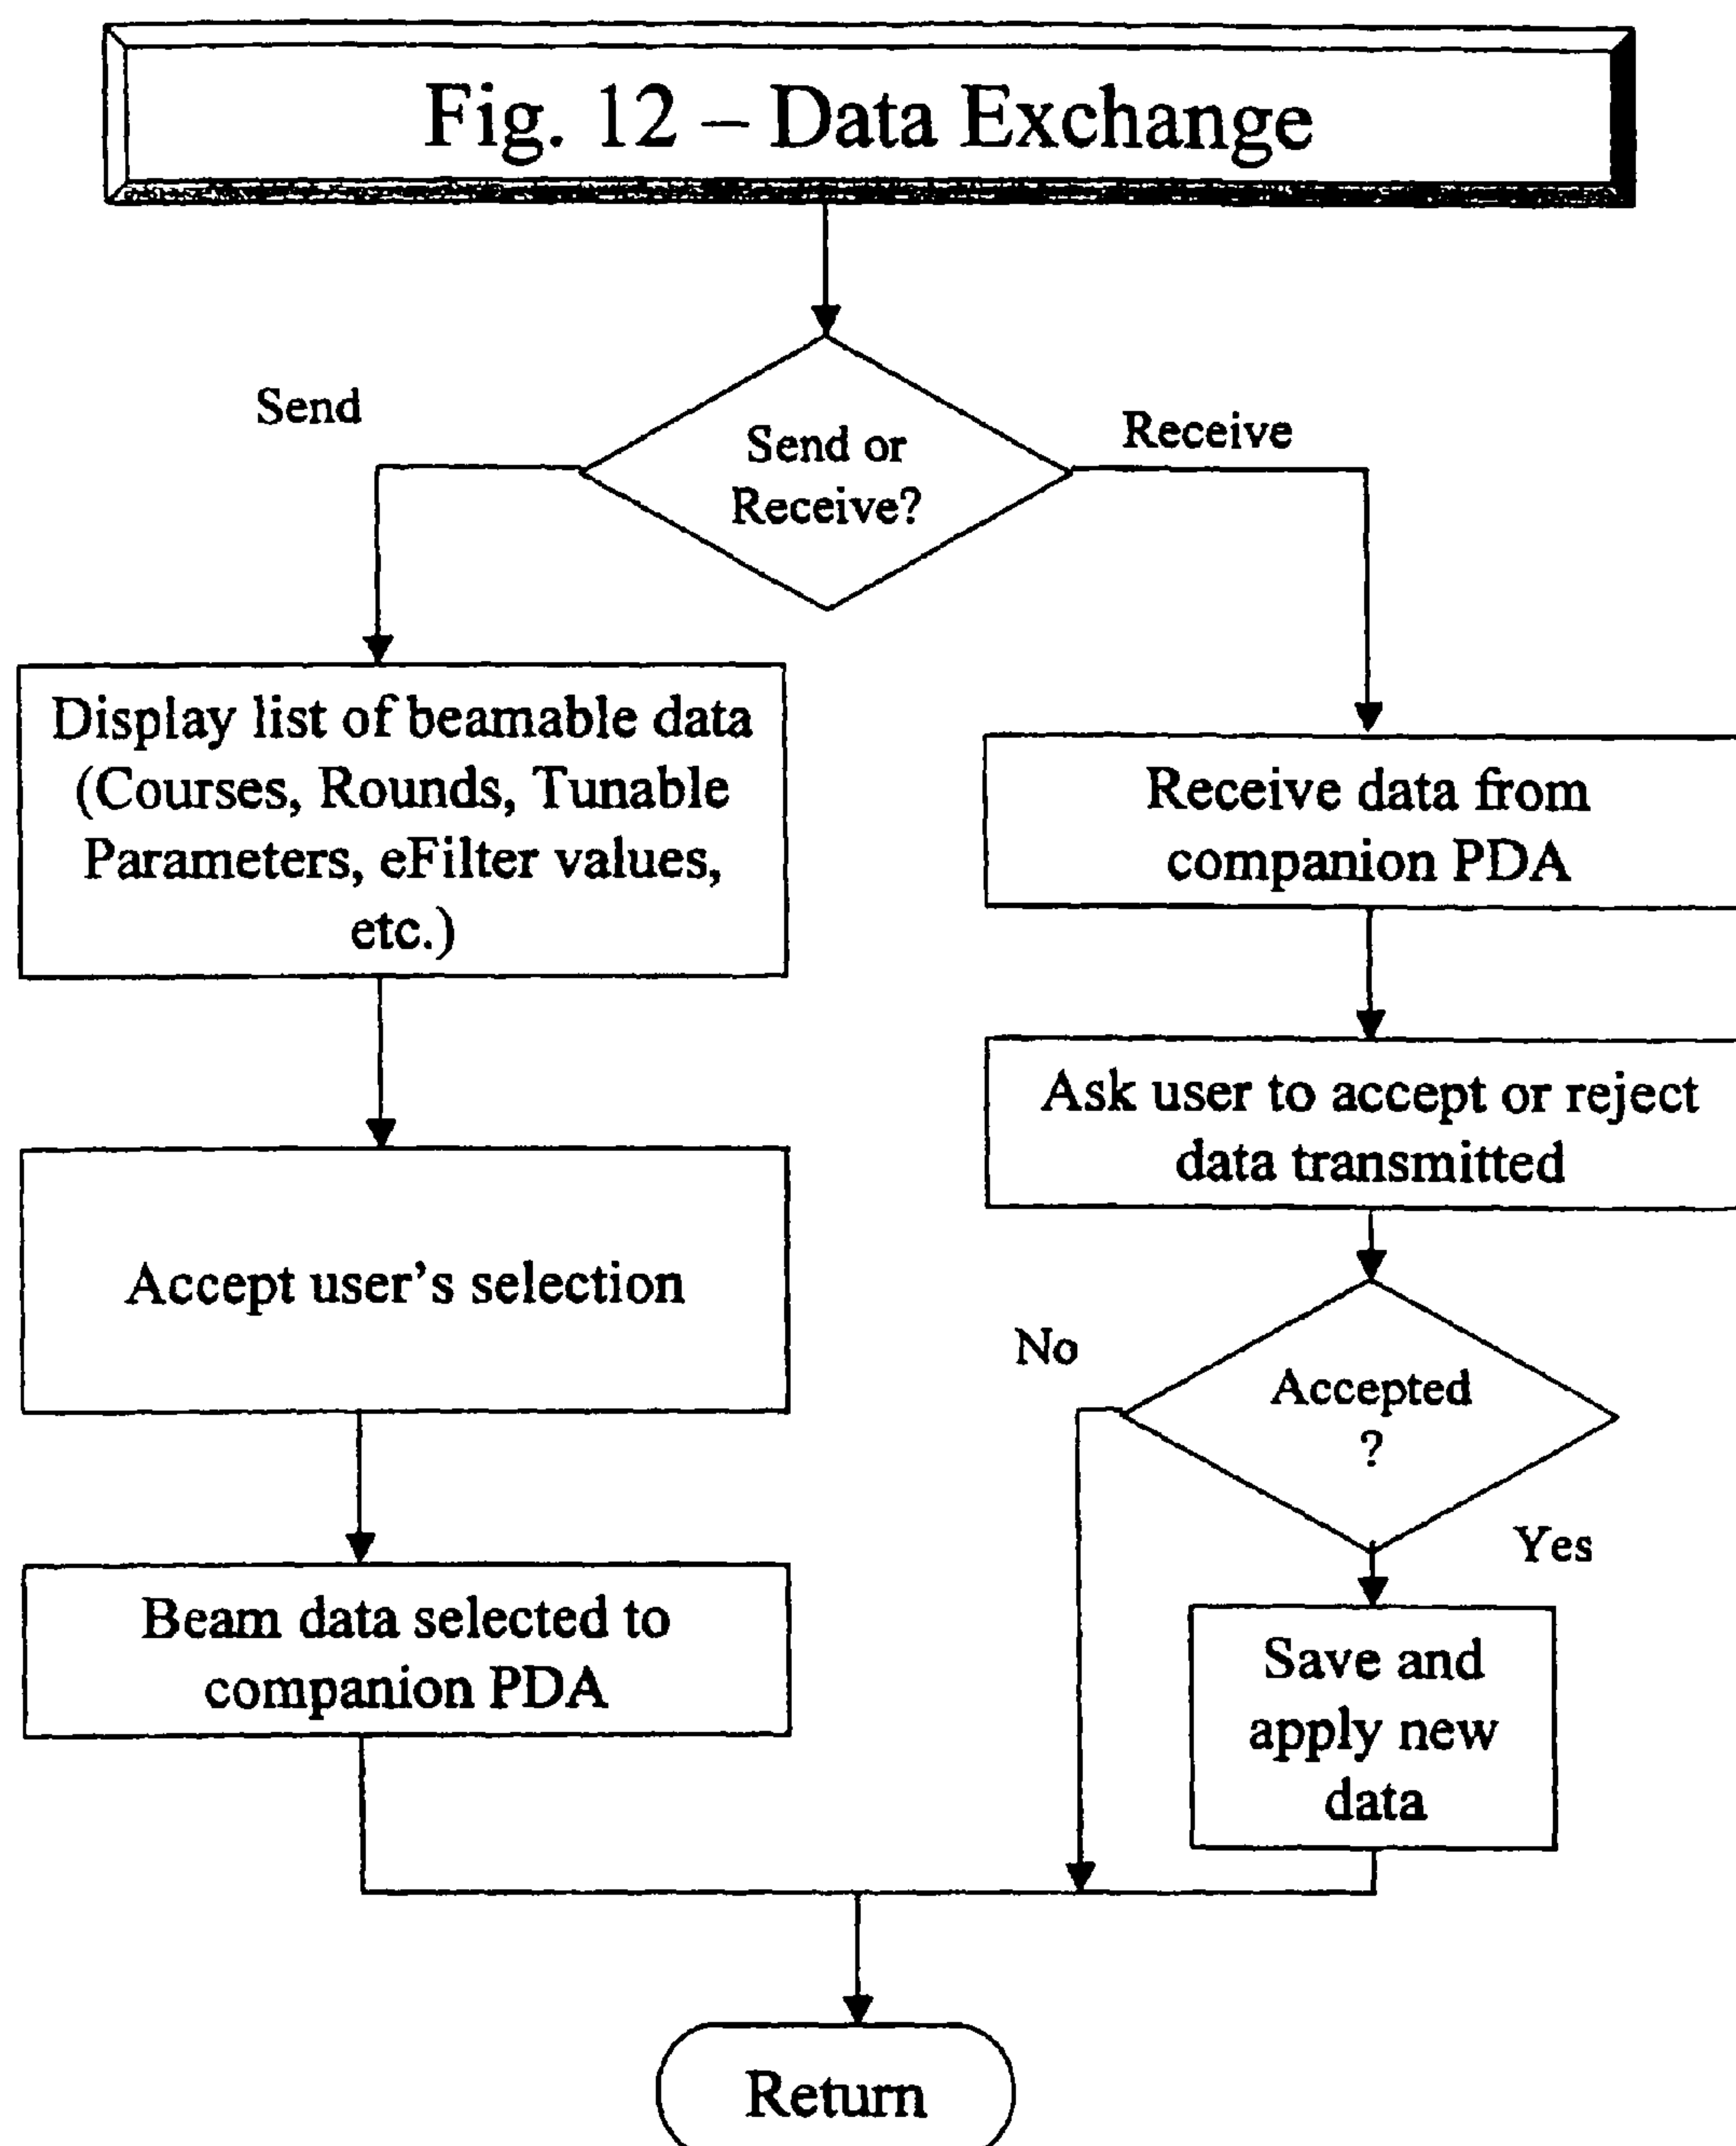 Fig. 12 – Data Exchange
Send
Send or
Receive?
Receive
Display list of beamable data
(Courses, Rounds, Tunable
Parameters, eFilter values,
etc.)
Receive data from
companion PDA
Ask user to accept or reject
data transmitted
Accept user's selection
No
Accepted
?
Yes
Beam data selected to
companion PDA
Save and
apply new
data
Return